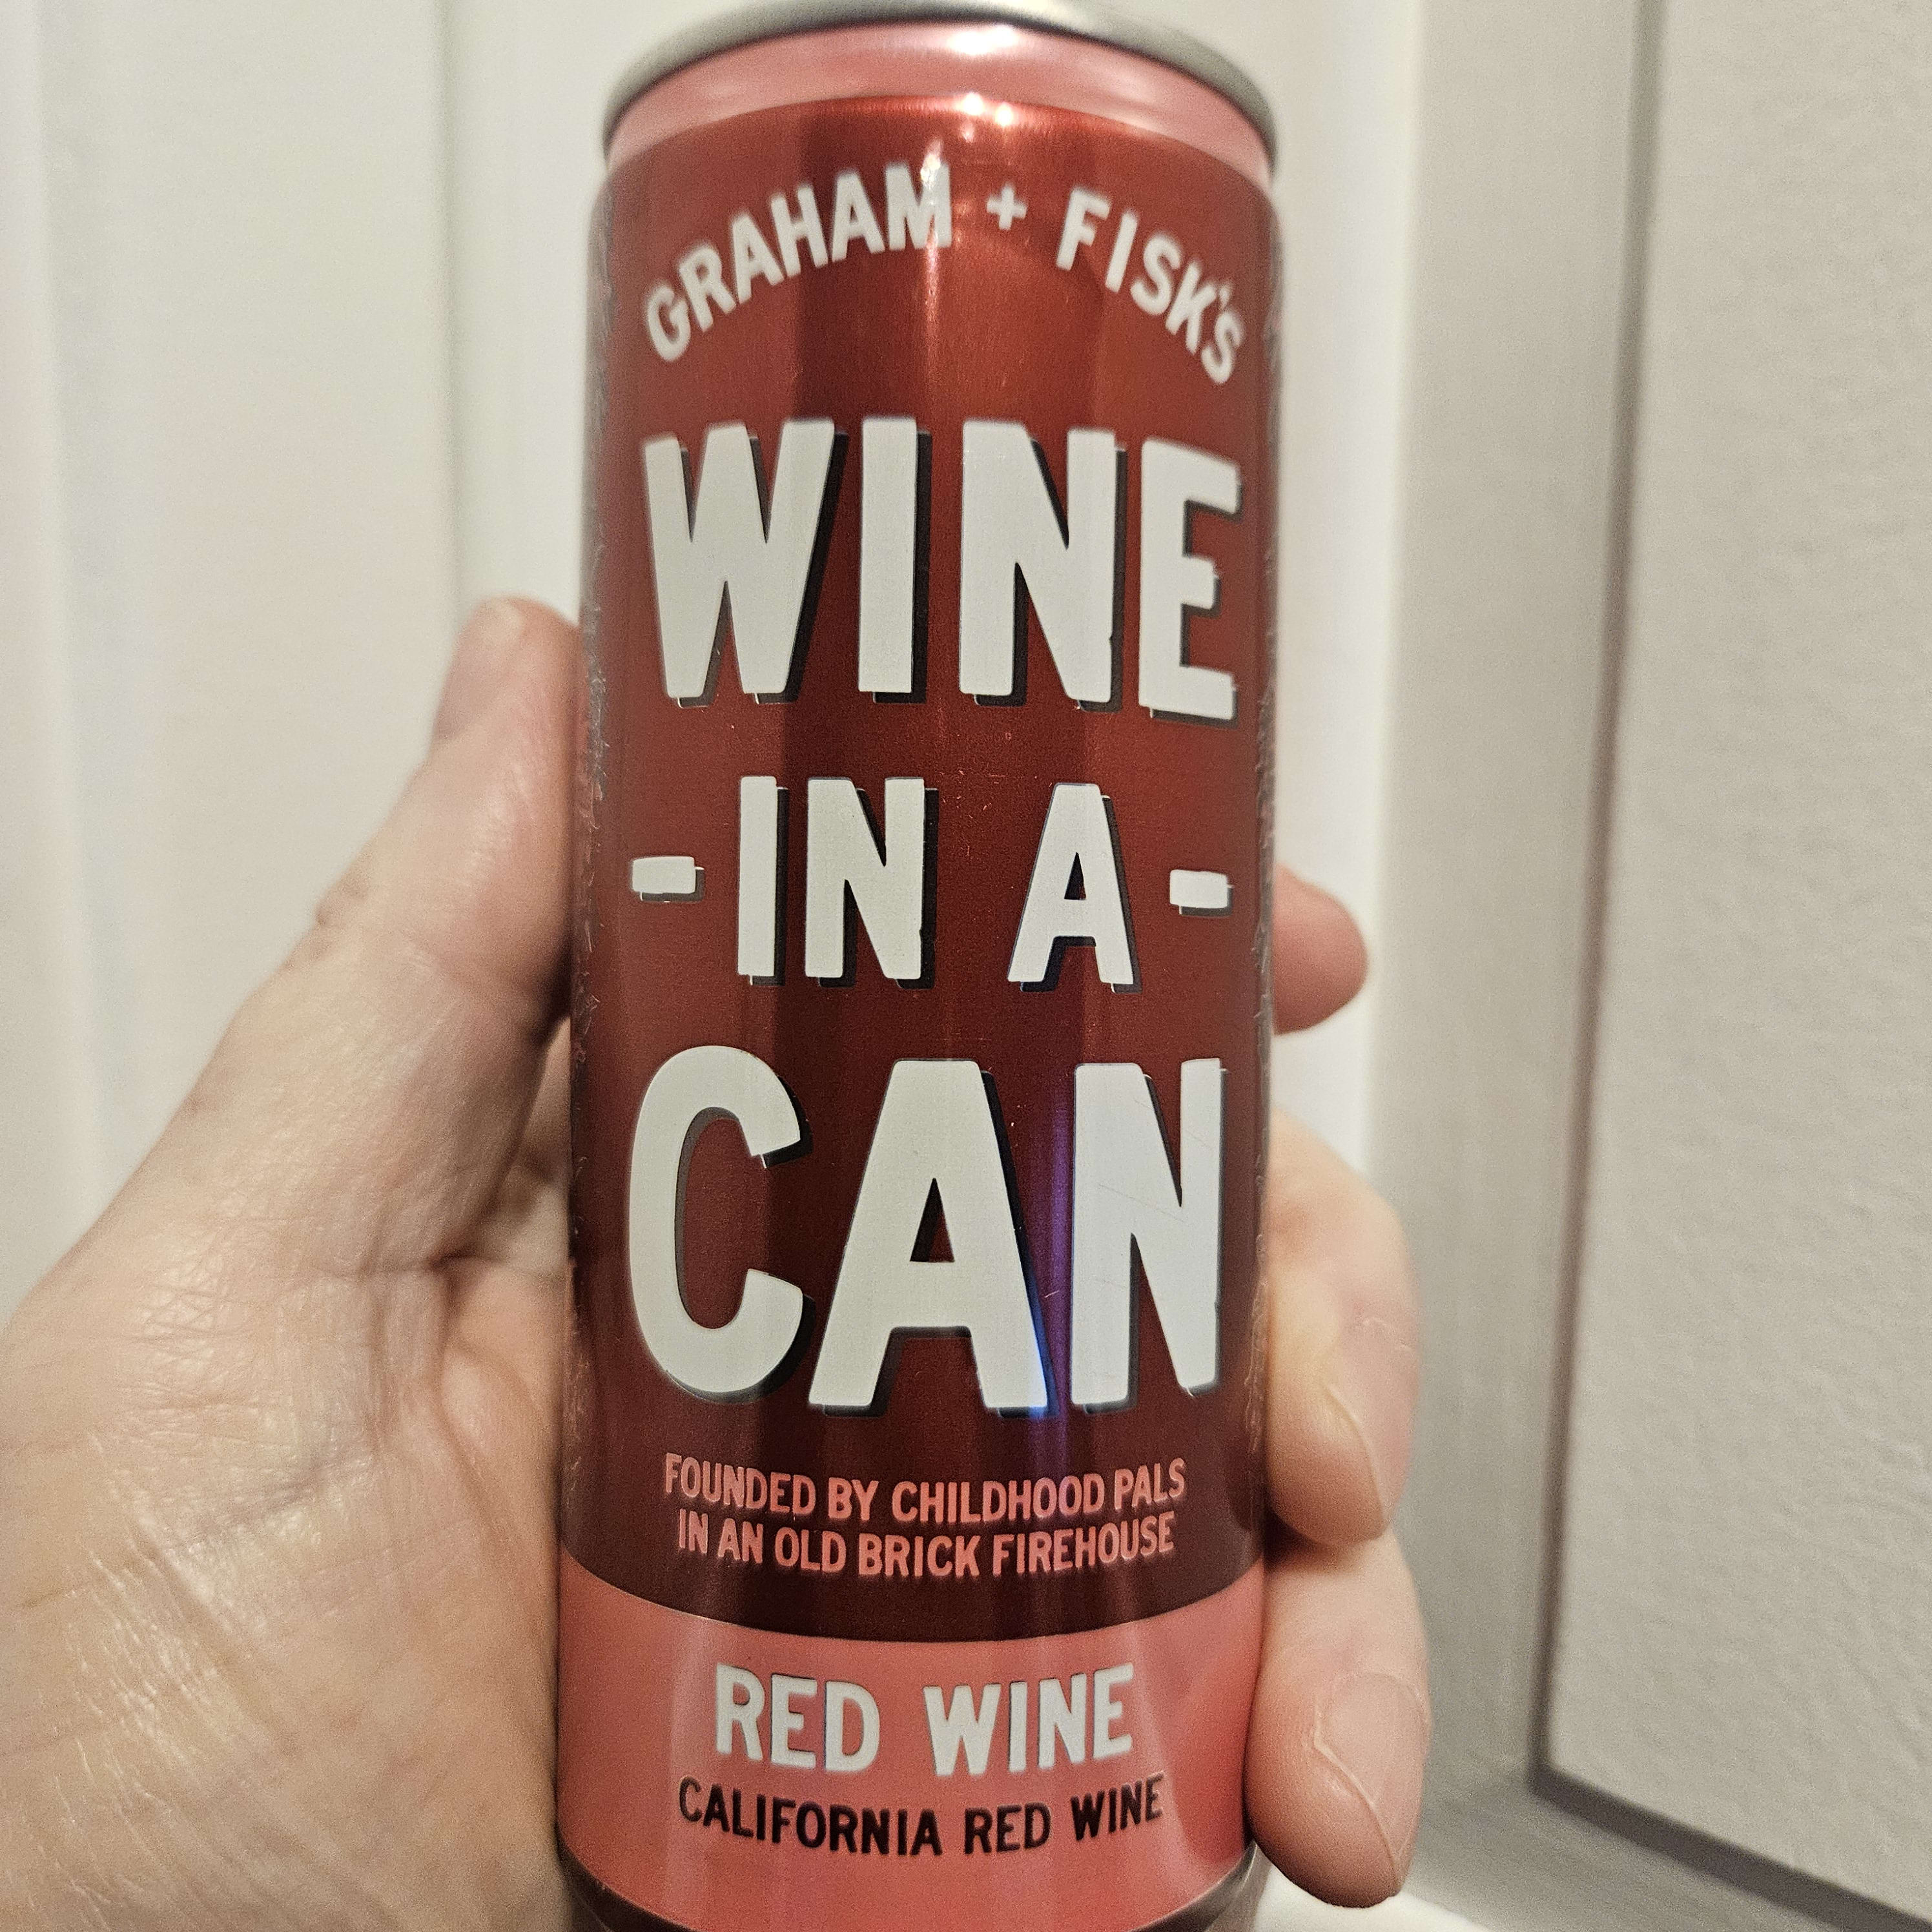 GRAHAM + FISK'S
WINE
-IN A-
CAN
FOUNDED BY CHILDHOOD PALS
IN AN OLD BRICK FIREHOUSE
RED WINE
CALIFORNIA RED WINE